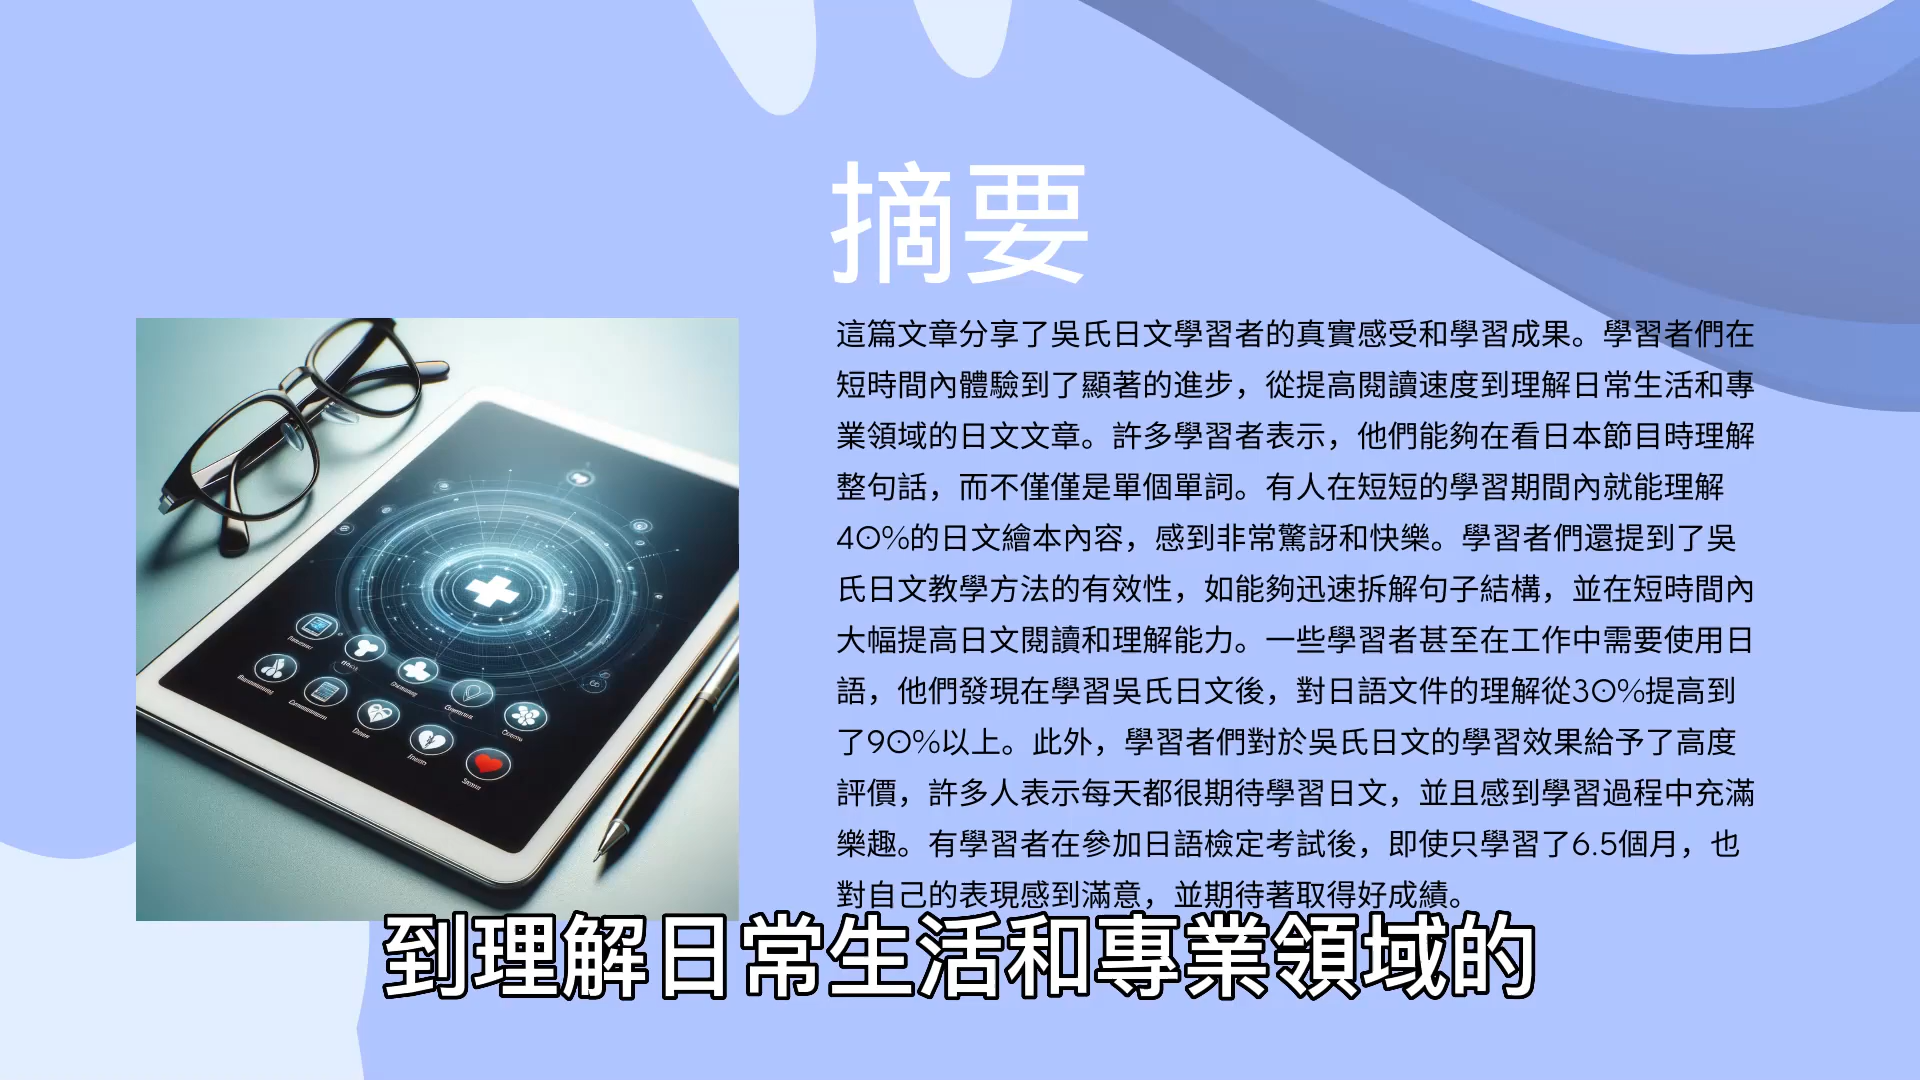 摘要
這篇文章分享了吳氏日文學習者的真實感受和學習成果。學習者們在
短時間內體驗到了顯著的進步，從提高閱讀速度到理解日常生活和專
業領域的日文文章。許多學習者表示，他們能夠在看日本節目時理解
整句話，而不僅僅是單個單詞。有人在短短的學習期間內就能理解
40%的日文繪本內容，感到非常驚訝和快樂。學習者們還提到了吳
氏日文教學方法的有效性，如能夠迅速拆解句子結構，並在短時間內
大幅提高日文閱讀和理解能力。一些學習者甚至在工作中需要使用日
語，他們發現在學習吳氏日文後，對日語文件的理解從30%提高到
了90%以上。此外，學習者們對於吳氏日文的學習效果給予了高度
評價，許多人表示每天都很期待學習日文，並且感到學習過程中充滿
樂趣。有學習者在參加日語檢定考試後，即使只學習了6.5個月，也
對自己的表現感到滿意，並期待著取得好成績。
到理解日常生活和專業領域的